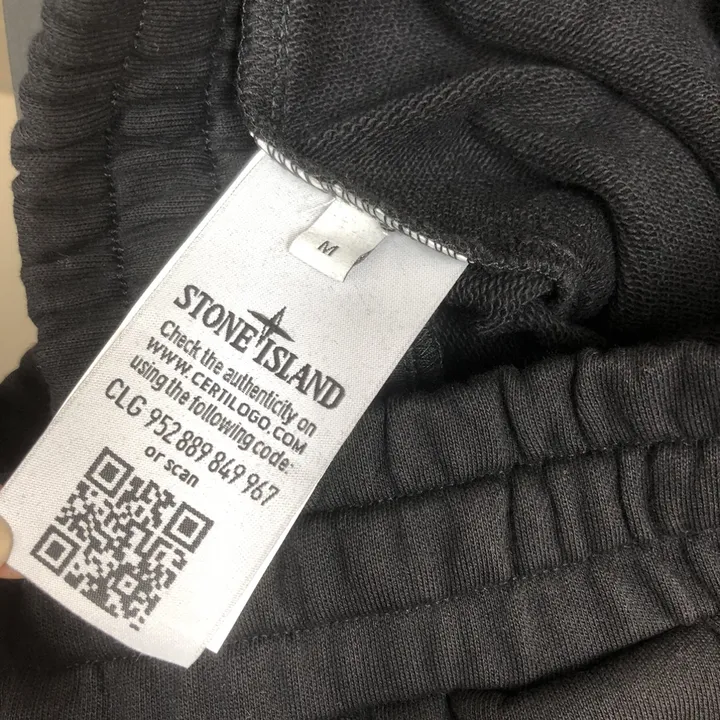 M
STONE ISLAND
Check the authenticity on
WWW.CERTILOGO.COM
using the following code:
CLG 952 889 849 967
or scan